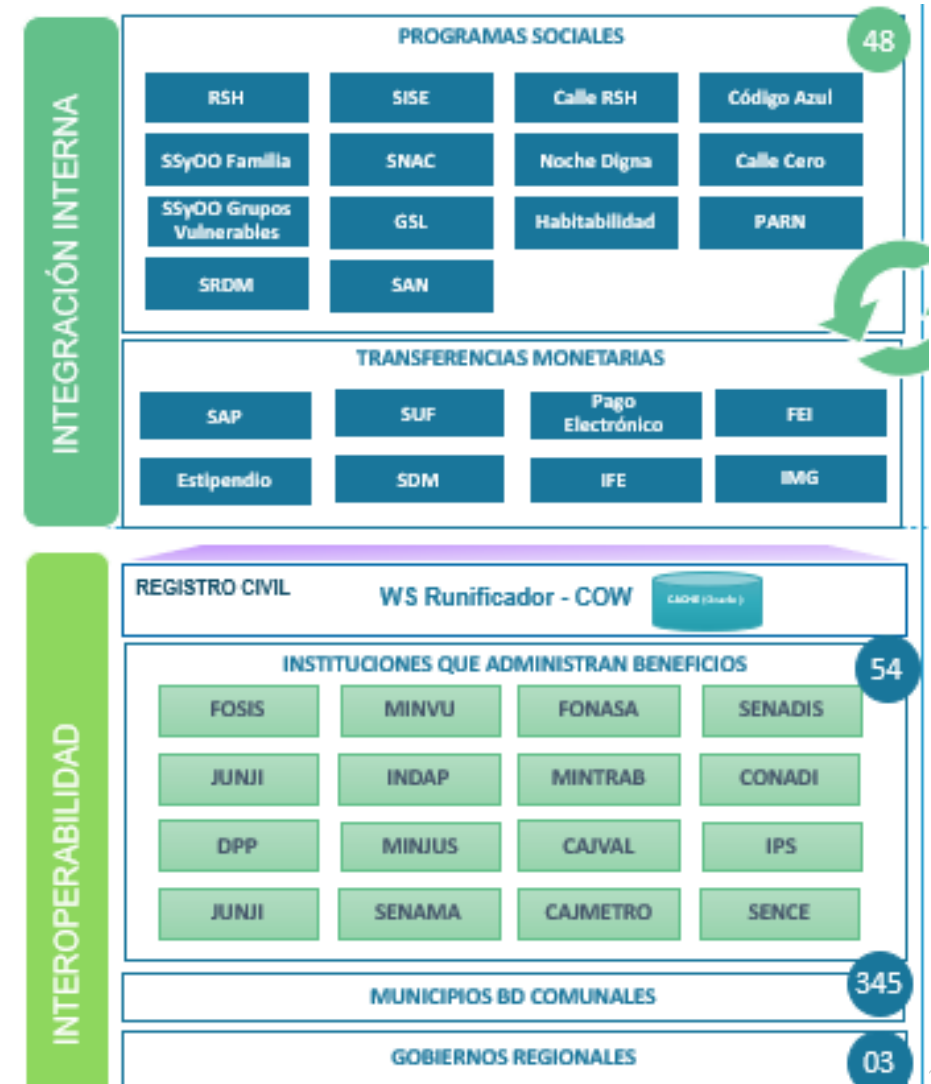 INTEGRACIÓN INTERNA
PROGRAMAS SOCIALES
48
RSH
SISE
Calle RSH
Código Azul
SSyOO Familia
SNAC
Noche Digna
Calle Cero
SSyOO Grupos
Vulnerables
GSL
Habitabilidad
PARN
SRDM
SAN
TRANSFERENCIAS MONETARIAS
SAP
SUF
Pago
Electrónico
FEI
Estipendio
SDM
IFE
IMG
INTEROPERABILIDAD
REGISTRO CIVIL
WS Runificador - COW
CACHE (Oracle)
INSTITUCIONES QUE ADMINISTRAN BENEFICIOS
54
FOSIS
MINVU
FONASA
SENADIS
JUNJI
INDAP
MINTRAB
CONADI
DPP
MINJUS
CAJVAL
IPS
JUNJI
SENAMA
CAJMETRO
SENCE
MUNICIPIOS BD COMUNALES
345
GOBIERNOS REGIONALES
03